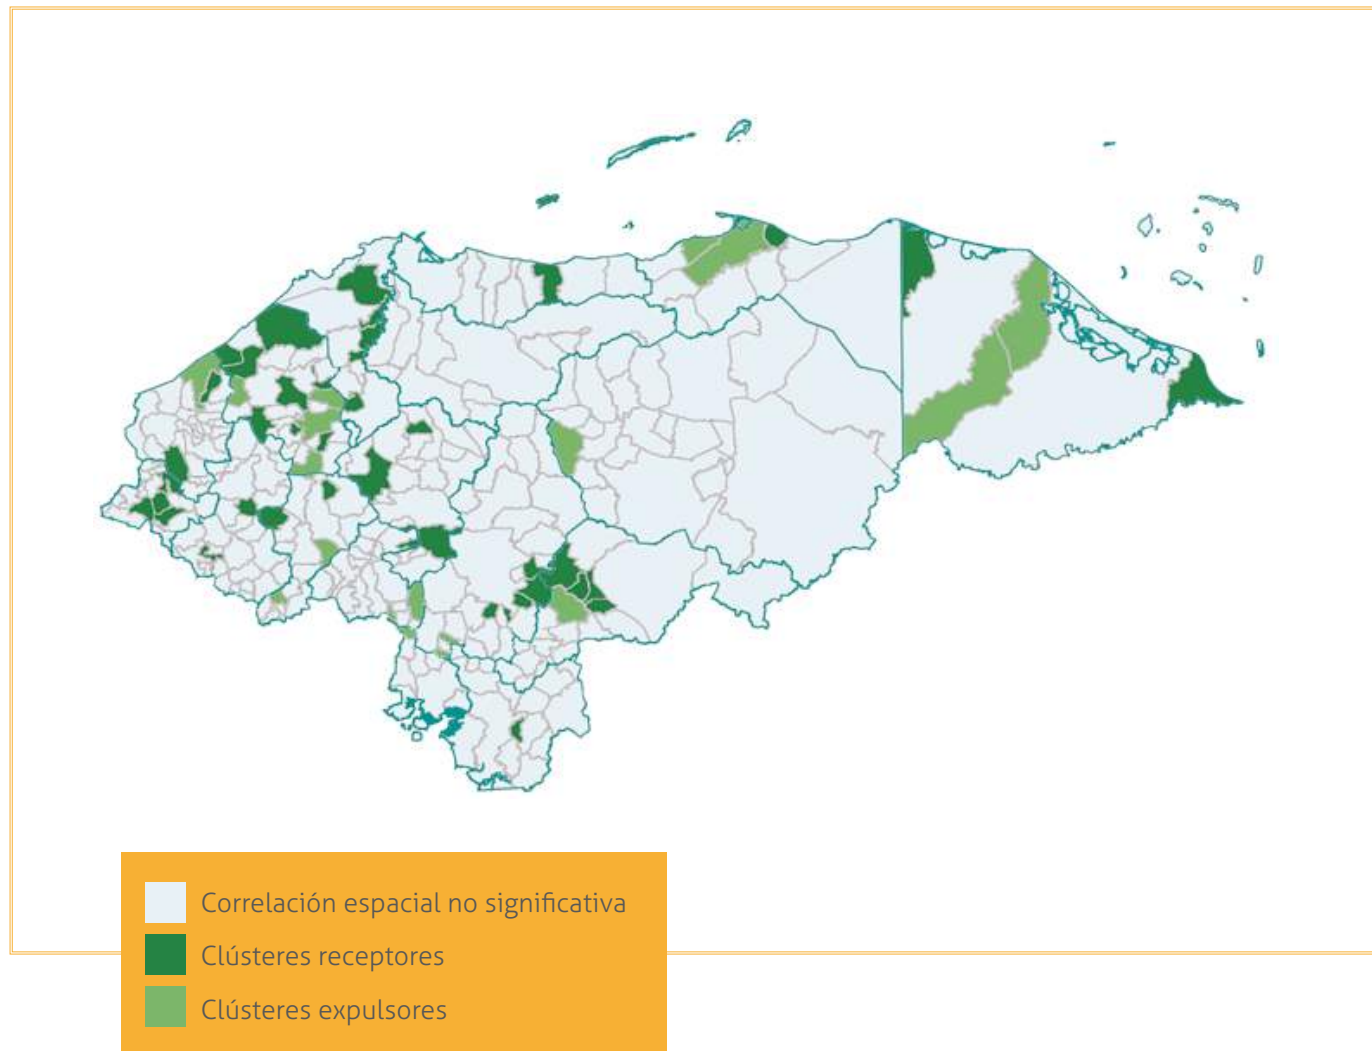 Correlación espacial no significativa
Clústeres receptores
Clústeres expulsores